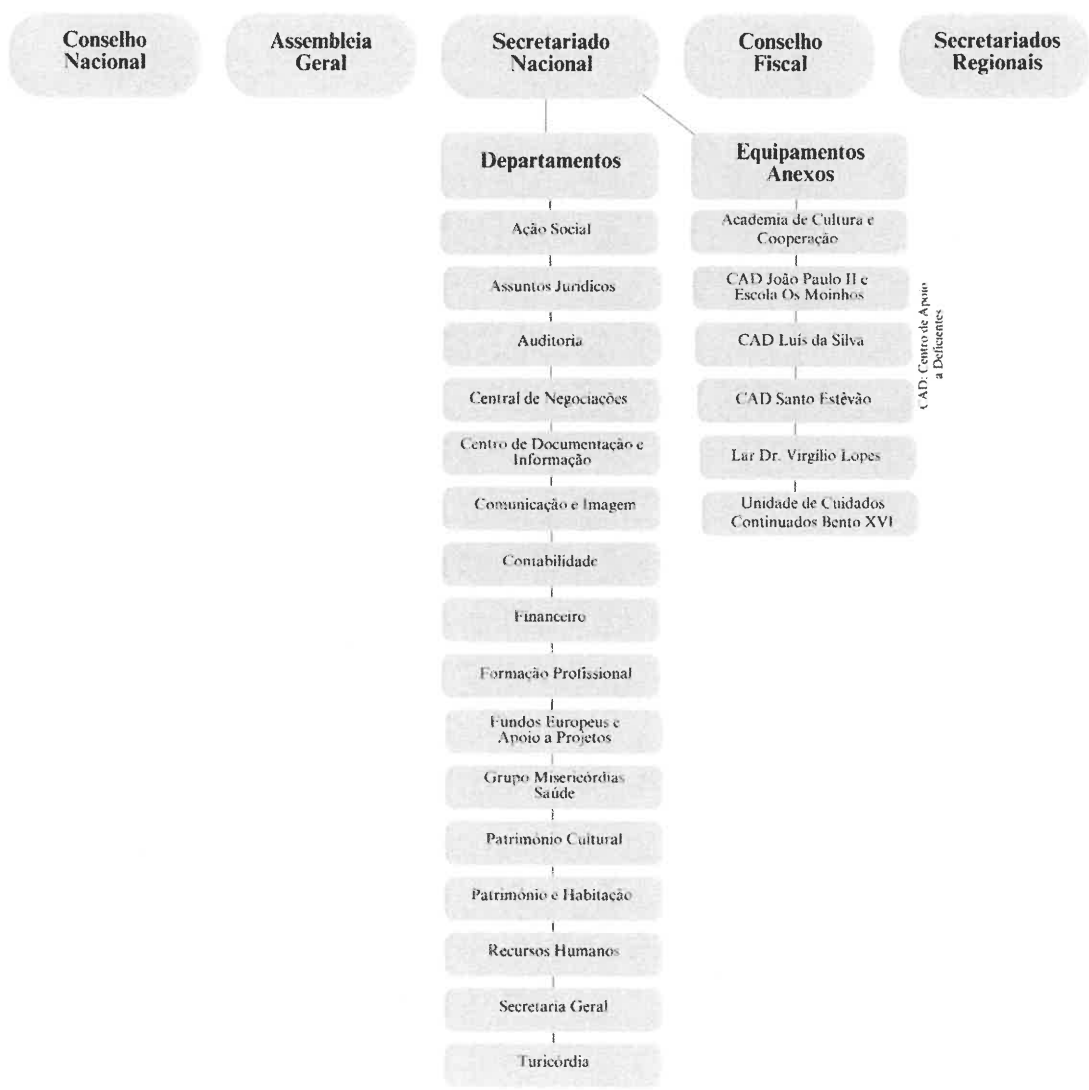 Conselho
Nacional
Assembleia
Geral
Secretariado
Nacional
Conselho
Fiscal
Secretariados
Regionais
Departamentos
Ação Social
Assuntos Jurídicos
Auditoria
Central de Negociações
Centro de Documentação e
Informação
Comunicação e Imagem
Contabilidade
Financeiro
Formação Profissional
Fundos Europeus e
Apoio a Projetos
Grupo Misericórdias
Saúde
Património Cultural
Património e Habitação
Recursos Humanos
Secretaria Geral
Turicórdia
Equipamentos
Anexos
Academia de Cultura e
Cooperação
CAD João Paulo II e
Escola Os Moinhos
CAD Luís da Silva
CAD Santo Estêvão
Lar Dr. Virgílio Lopes
Unidade de Cuidados
Continuados Bento XVI
CAD: Centro de Apoio
a Deficientes